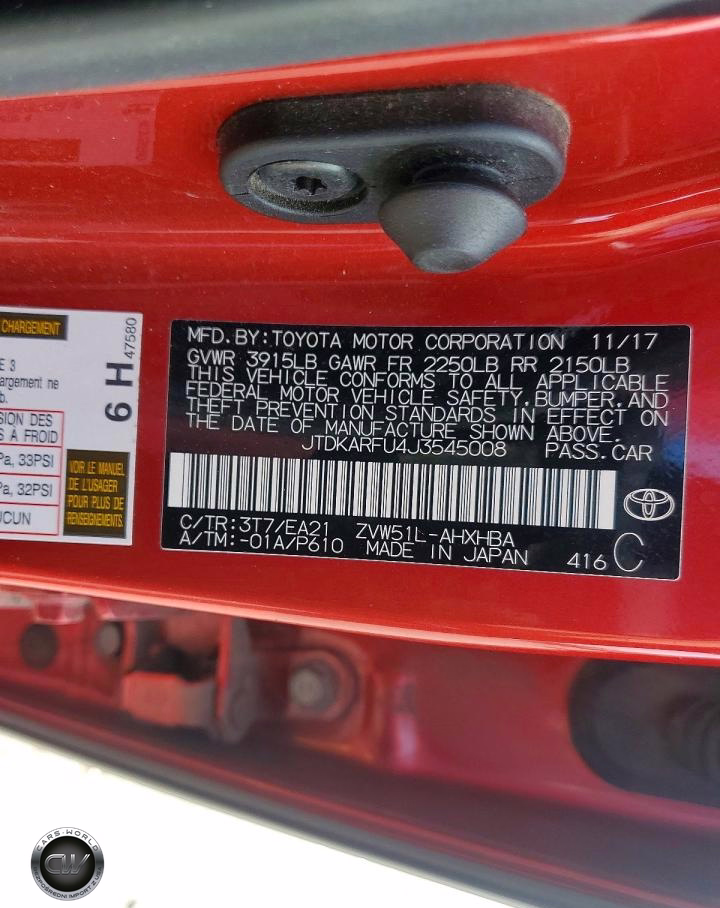 CHARGEMENT
E 3
argement ne
b.
SION DES
S À FROID
Pa, 33PSI
Pa, 32PSI
UCUN
VOIR LE MANUEL
DE L'USAGER
POUR PLUS DE
RENSEIGNEMENTS
6 H
47580
MFD.BY:TOYOTA MOTOR CORPORATION 11/17
GVWR 3915LB GAWR FR 2250LB RR 2150LB
THIS VEHICLE CONFORMS TO ALL APPLICABLE
FEDERAL MOTOR VEHICLE SAFETY,BUMPER,AND
THEFT PREVENTION STANDARDS IN EFFECT ON
THE DATE OF MANUFACTURE SHOWN ABOVE.
JTDKARFU4J3545008 PASS.CAR
C/TR:3T7/EA21 ZVW51L-AHXHBA
A/TM:-01A/P610 MADE IN JAPAN 416 C
CARS-WORLD
CW
BEZPOŚREDNI IMPORT Z USA